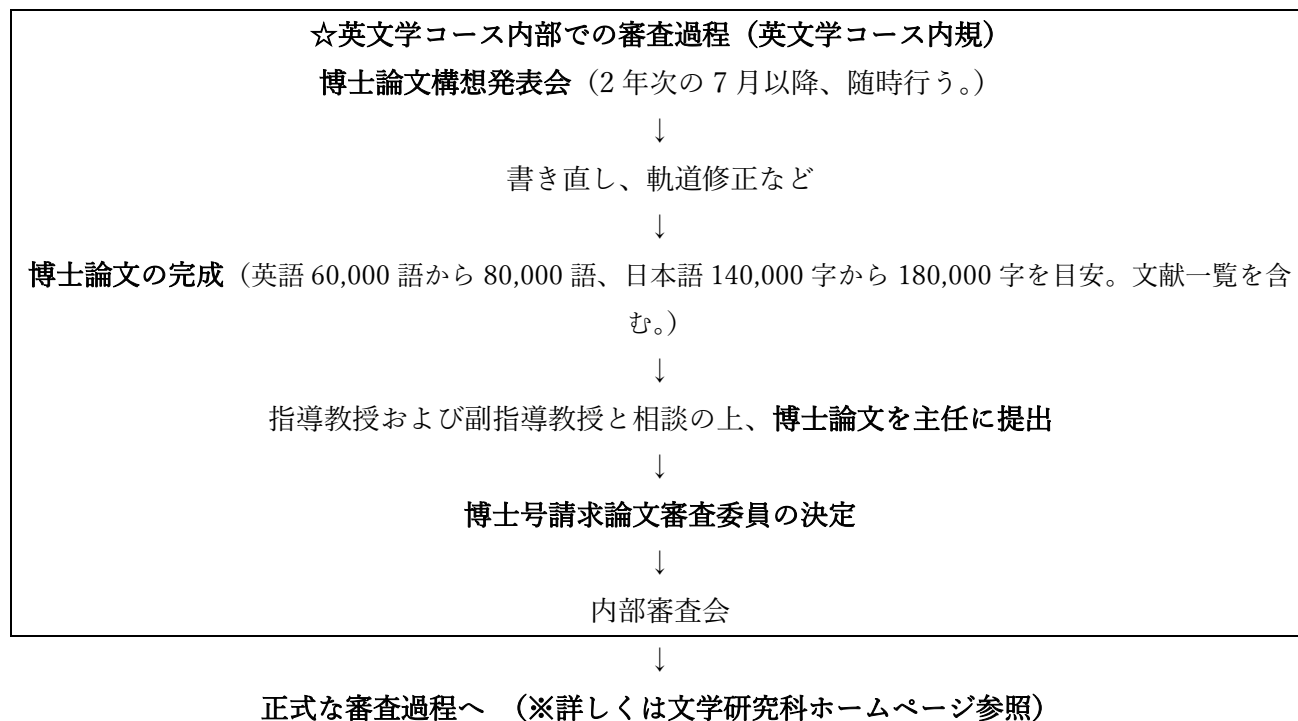 ☆英文学コース内部での審査過程（英文学コース内規）
博士論文構想発表会（2 年次の 7 月以降、随時行う。）
↓
書き直し、軌道修正など
↓
博士論文の完成（英語 60,000 語から 80,000 語、日本語 140,000 字から 180,000 字を目安。文献一覧を含
む。）
↓
指導教授および副指導教授と相談の上、博士論文を主任に提出
↓
博士号請求論文審査委員の決定
↓
内部審査会
↓
正式な審査過程へ （※詳しくは文学研究科ホームページ参照）